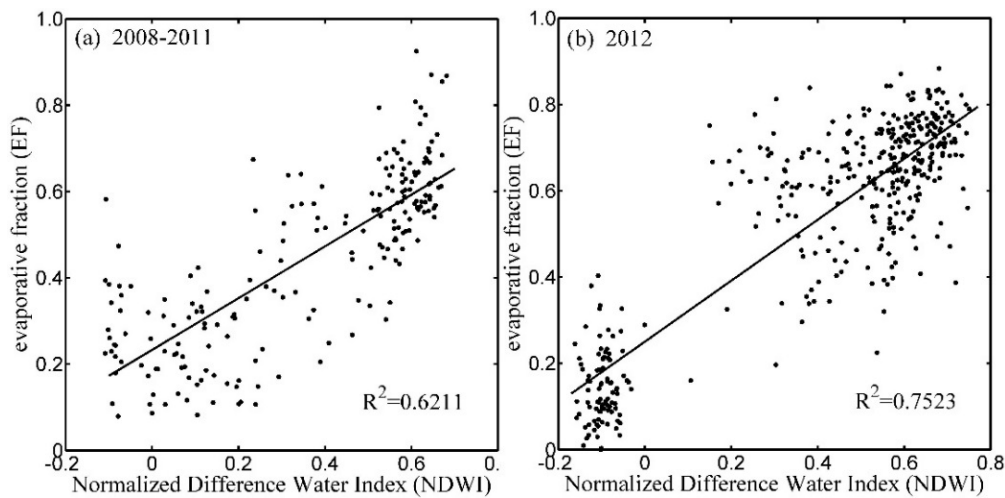 (a) 2008-2011
evaporative fraction (EF)
1.0
0.8
0.6
0.4
0.2
0
-0.2 0 0.2 0.4 0.6 0.
R²=0.6211
Normalized Difference Water Index (NDWI)
(b) 2012
evaporative fraction (EF)
1.0
0.8
0.6
0.4
0.2
0
-0.2 0 0.2 0.4 0.6 0.8
R²=0.7523
Normalized Difference Water Index (NDWI)